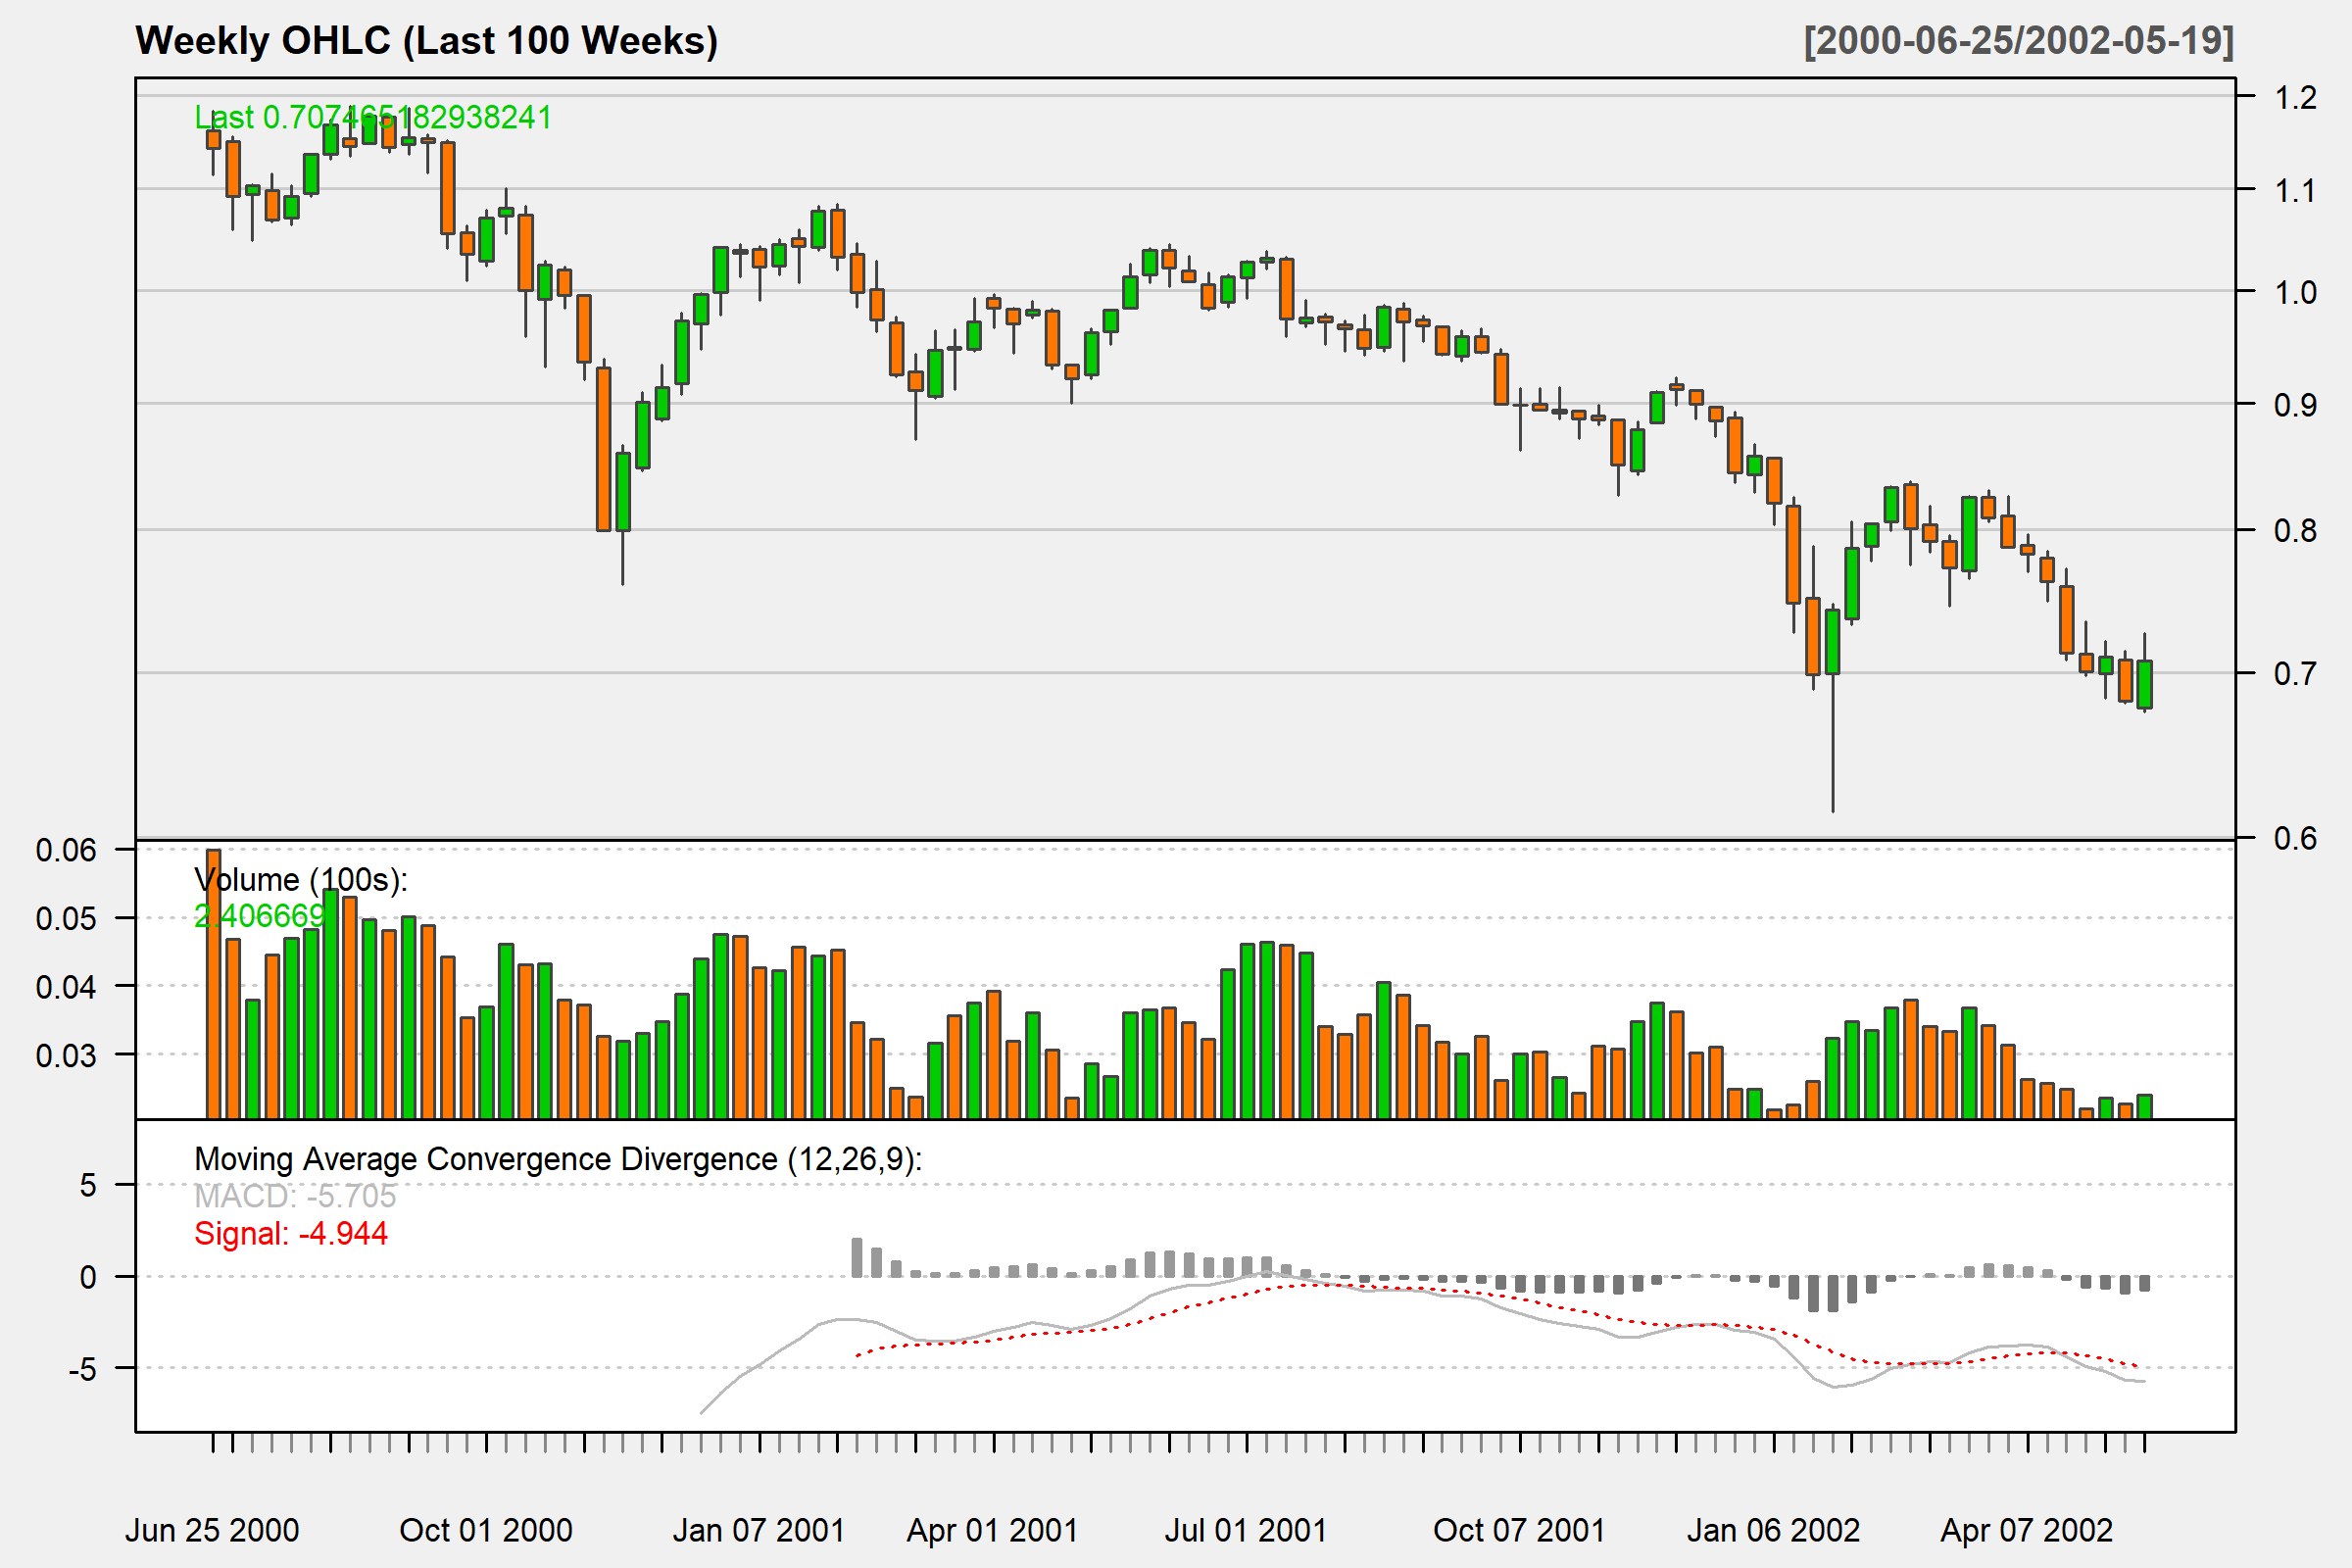 Weekly OHLC (Last 100 Weeks)
[2000-06-25/2002-05-19]
Last 0.707465182938241
1.2
1.1
1.0
0.9
0.8
0.7
0.6
Volume (100s):
2.406669
0.06
0.05
0.04
0.03
Moving Average Convergence Divergence (12,26,9):
MACD: -5.705
Signal: -4.944
5
0
-5
Jun 25 2000 Oct 01 2000 Jan 07 2001 Apr 01 2001 Jul 01 2001 Oct 07 2001 Jan 06 2002 Apr 07 2002